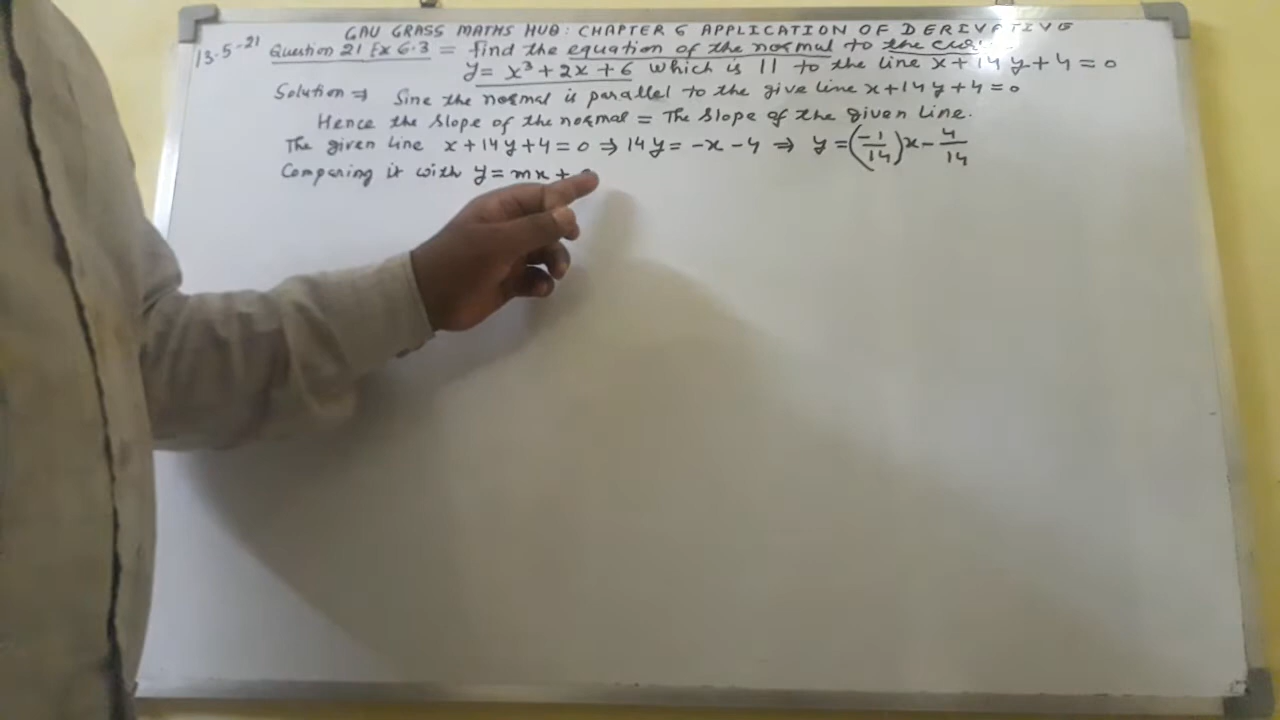 GAU GRASS MATHS HUB: CHAPTER 6 APPLICATION OF DERIVATIVE
13-5-21 Question 21 Ex 6.3 = find the equation of the normal to the
y = x³ + 2x + 6 which is || to the line x + 14y + 4 = 0
Solution ⇒ Sine the normal is parallel to the give line x + 14y + 4 = 0
Hence the slope of the normal = The slope of the given line.
The given line x + 14y + 4 = 0 ⇒ 14y = -x - 4 ⇒ y = (-1/14)x - 4/14
Comparing it with y = mx +